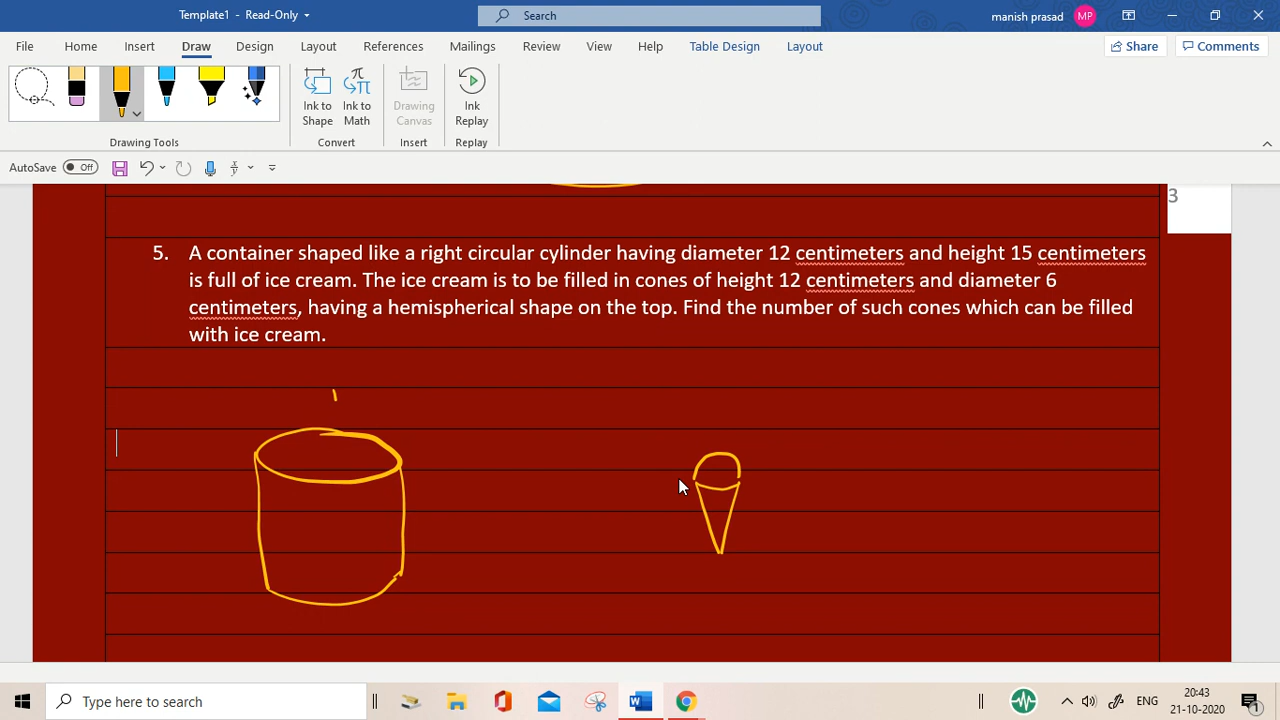 Template1 - Read-Only
Search
manish prasad
MP
File
Home
Insert
Draw
Design
Layout
References
Mailings
Review
View
Help
Table Design
Layout
Share
Comments
Ink to
Shape
Ink to
Math
Drawing
Canvas
Ink
Replay
Drawing Tools
Convert
Insert
Replay
AutoSave
Off
3
5. A container shaped like a right circular cylinder having diameter 12 centimeters and height 15 centimeters
is full of ice cream. The ice cream is to be filled in cones of height 12 centimeters and diameter 6
centimeters, having a hemispherical shape on the top. Find the number of such cones which can be filled
with ice cream.
Type here to search
ENG
20:43
21-10-2020
1